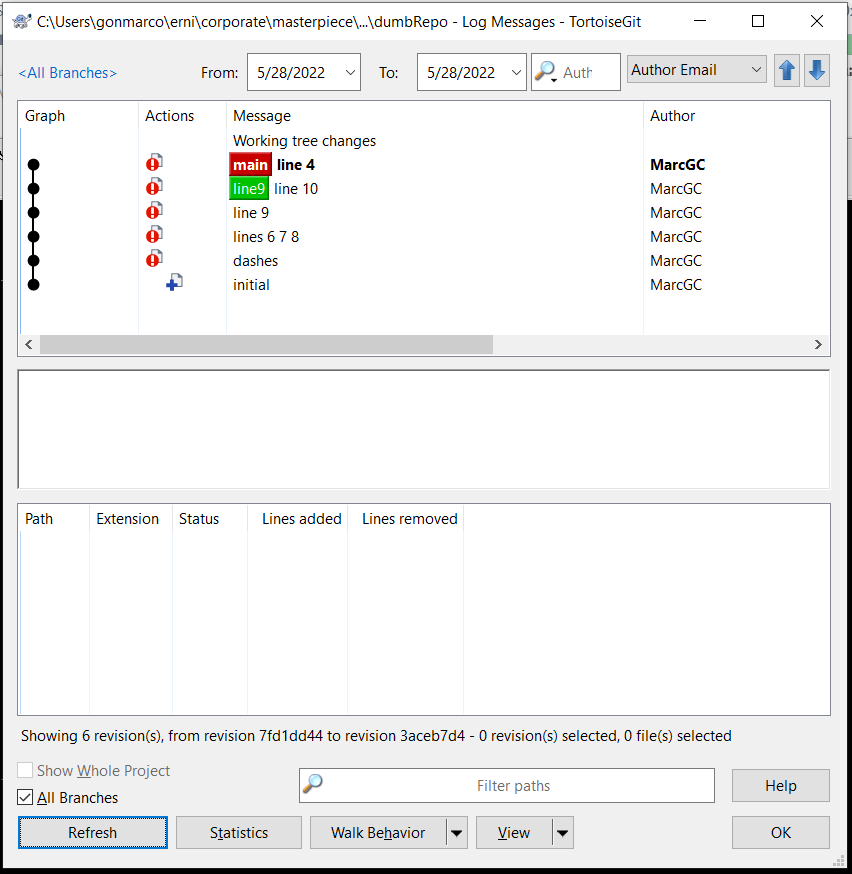 C:\Users\gonmarco\erni\corporate\masterpiece\...\dumbRepo - Log Messages - TortoiseGit
<All Branches> From: 5/28/2022 To: 5/28/2022 Author Email
Graph Actions Message Author
Working tree changes
main line 4 MarcGC
line9 line 10 MarcGC
line 9 MarcGC
lines 6 7 8 MarcGC
dashes MarcGC
initial MarcGC
Path Extension Status Lines added Lines removed
Showing 6 revision(s), from revision 7fd1dd44 to revision 3aceb7d4 - 0 revision(s) selected, 0 file(s) selected
Show Whole Project
Filter paths Help
All Branches
Refresh Statistics Walk Behavior View OK